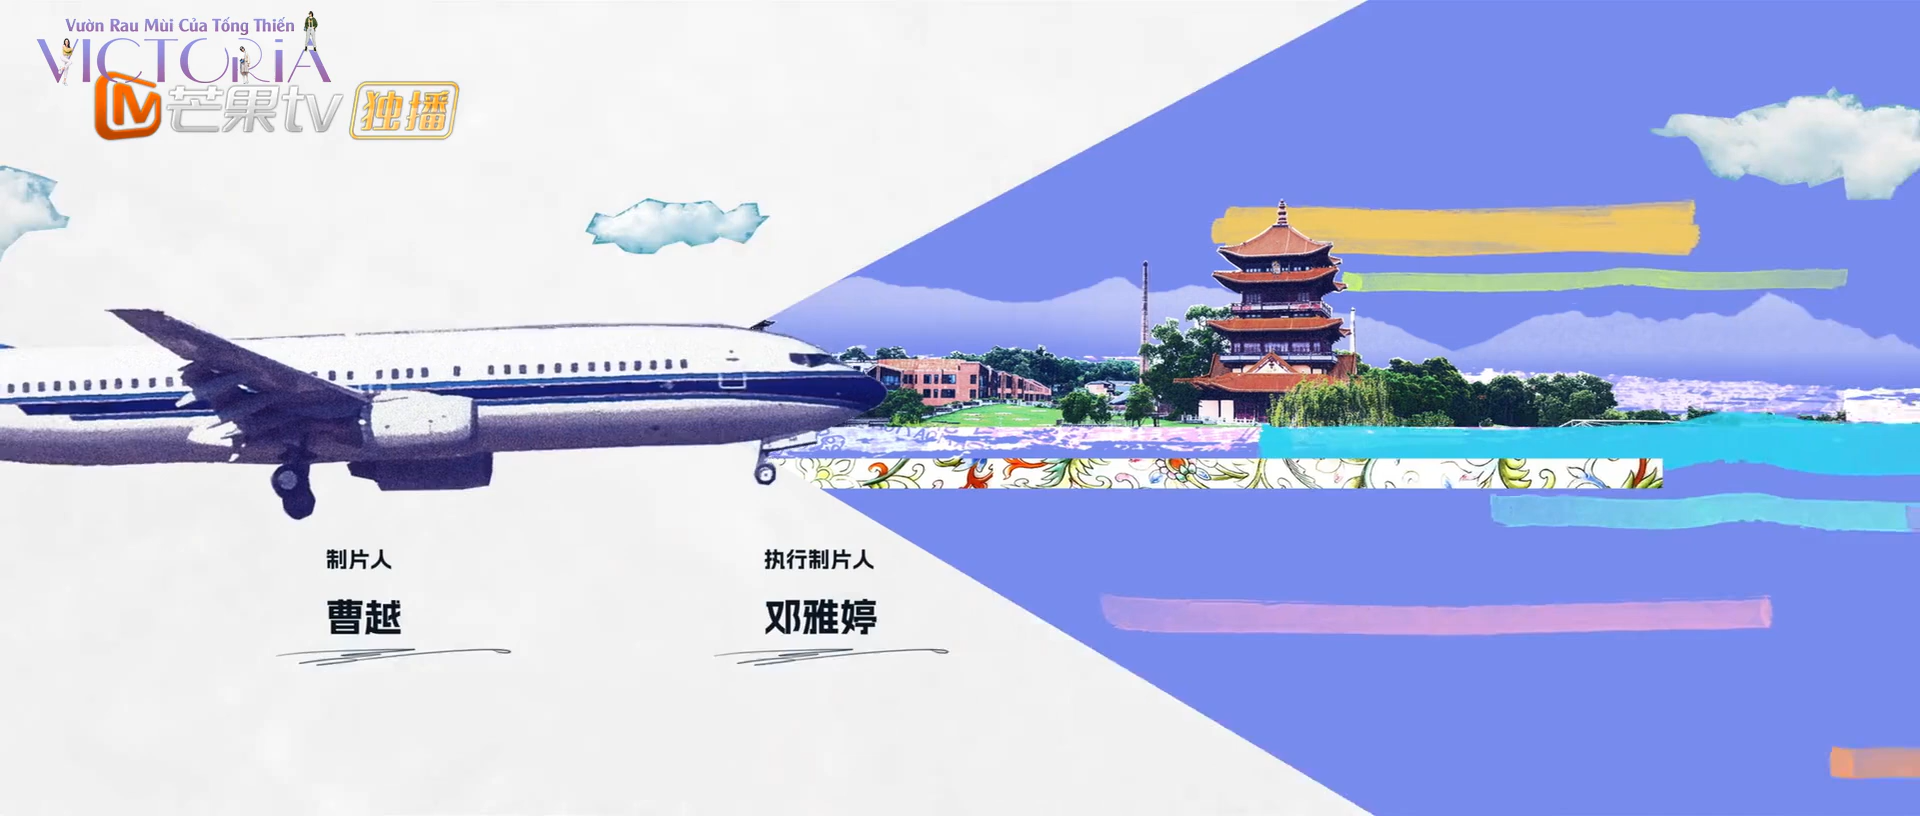 Vườn Rau Mùi Của Tống Thiến
VICTORIA
芒果tv 独播
制片人
曹越
执行制片人
邓雅婷